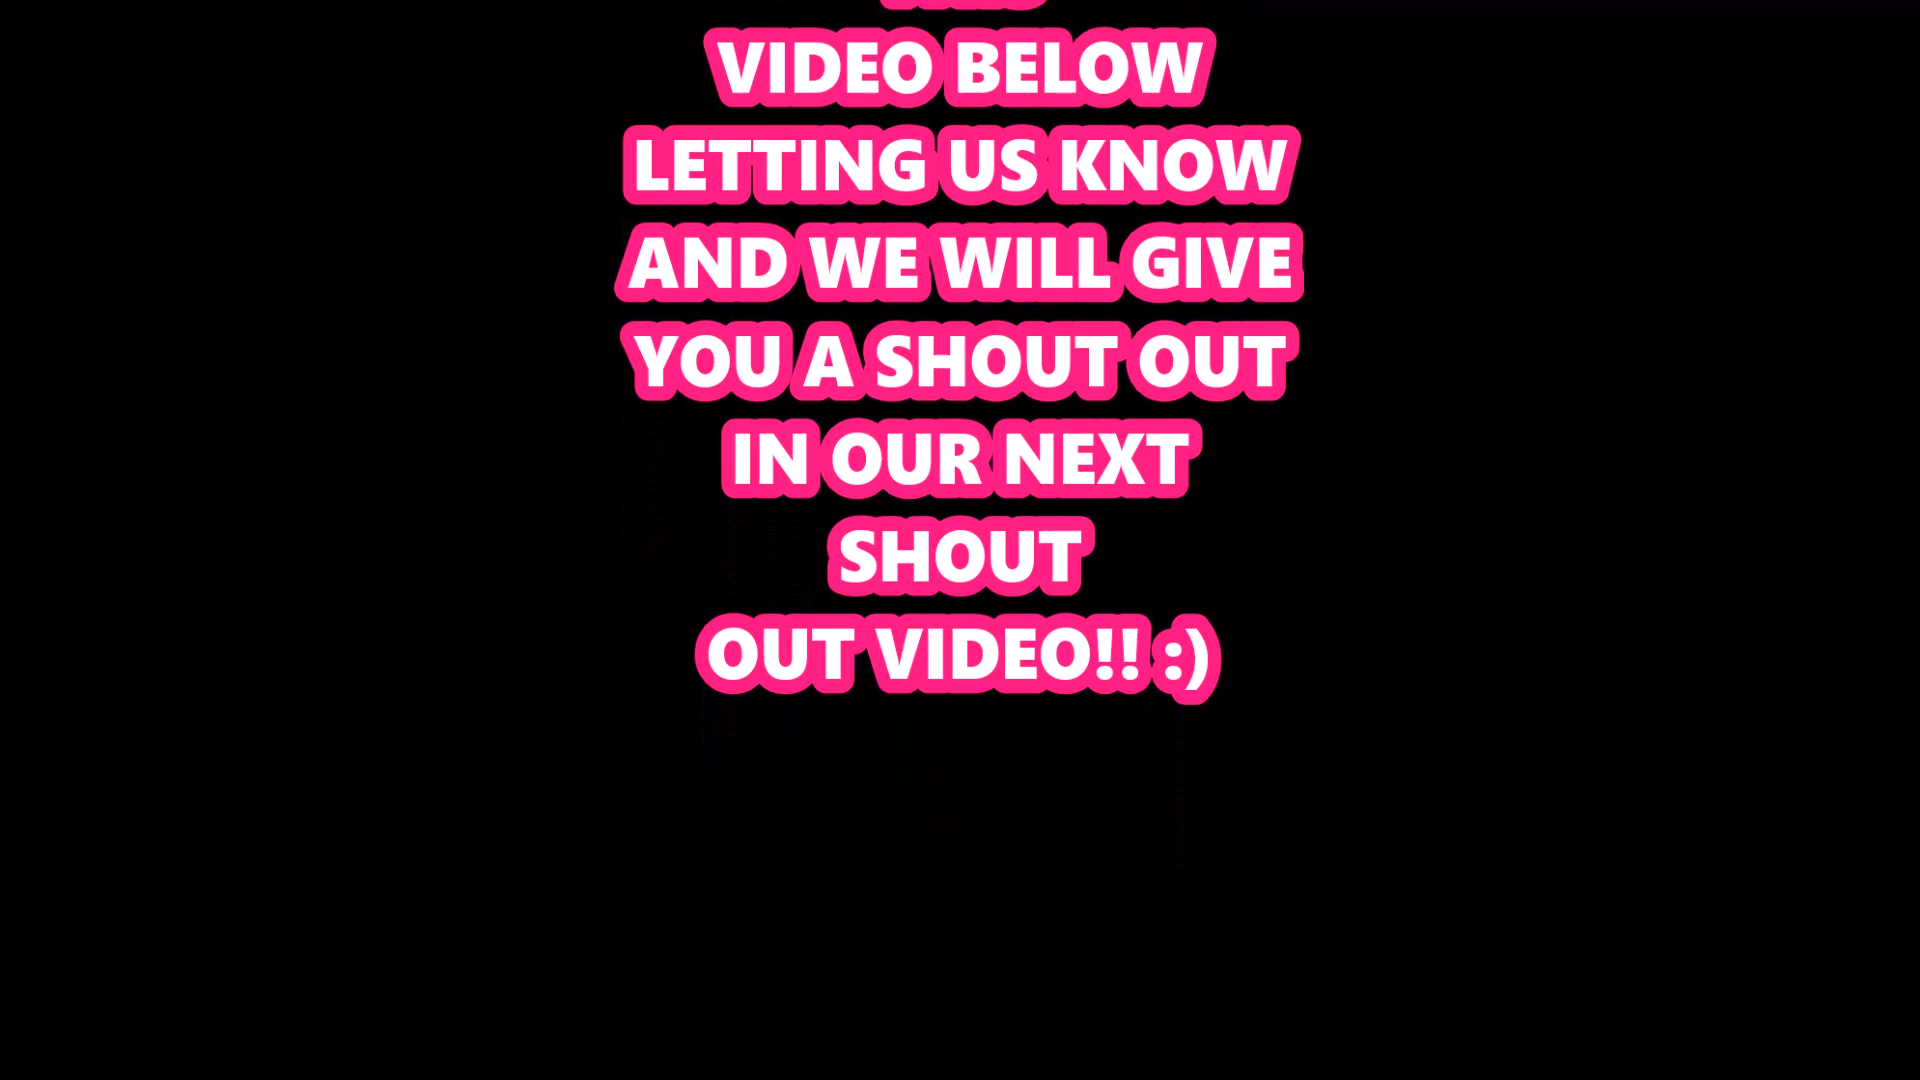 VIDEO BELOW
LETTING US KNOW
AND WE WILL GIVE
YOU A SHOUT OUT
IN OUR NEXT
SHOUT
OUT VIDEO!! :)